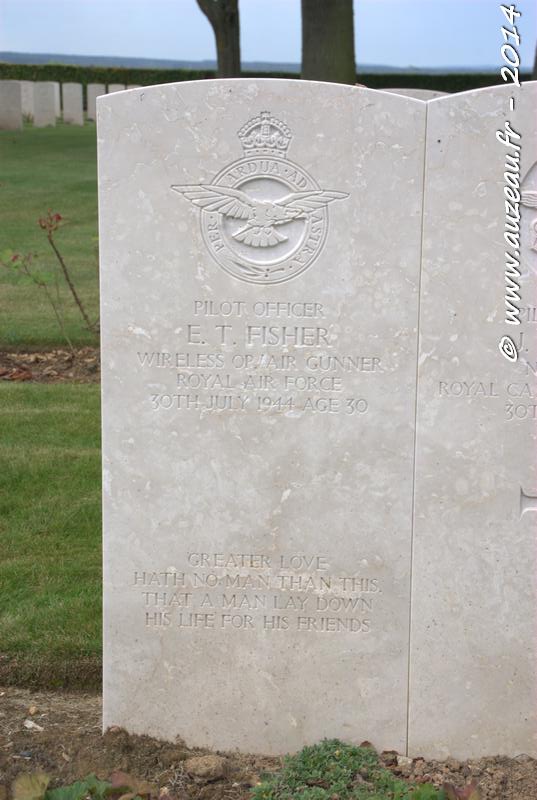 PER · ARDUA · AD ASTRA
PILOT OFFICER
E. T. FISHER
WIRELESS OP./AIR GUNNER
ROYAL AIR FORCE
30TH JULY 1944 AGE 30
GREATER LOVE
HATH NO MAN THAN THIS,
THAT A MAN LAY DOWN
HIS LIFE FOR HIS FRIENDS
J.
ROYAL CA
30T
© www.auzeau.fr - 2014